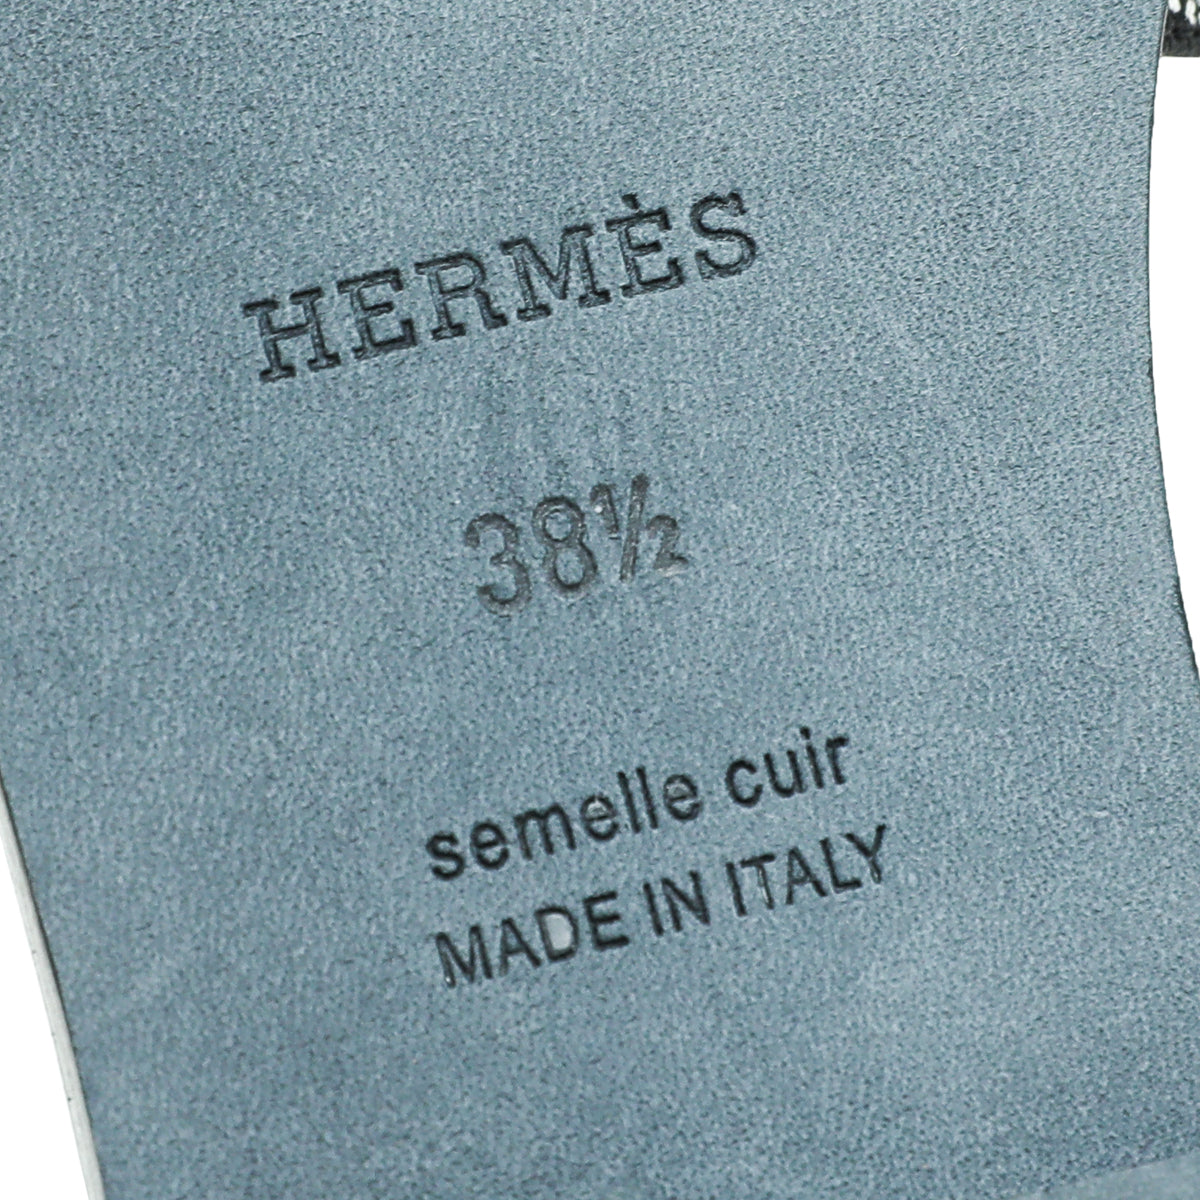 HERMÈS
38½
semelle cuir
MADE IN ITALY